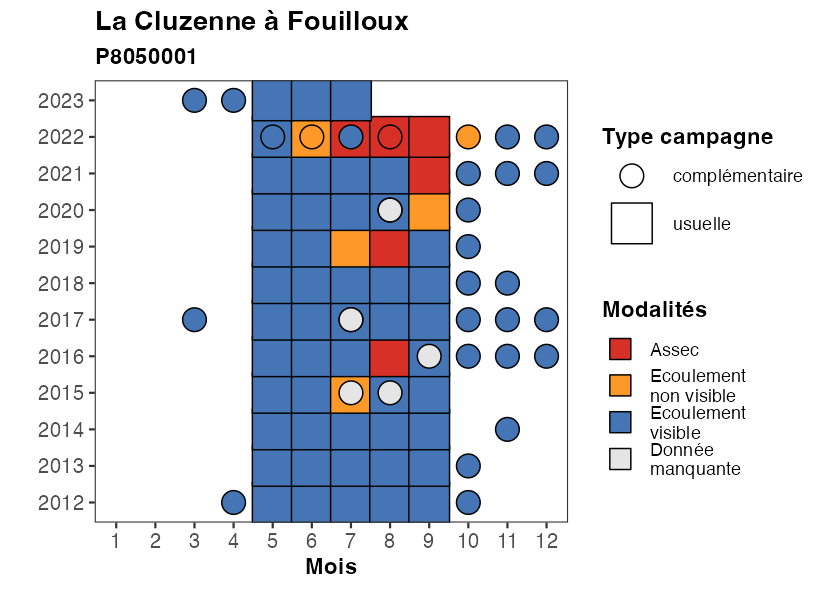 La Cluzenne à Fouilloux
P8050001
2023
2022
2021
2020
2019
2018
2017
2016
2015
2014
2013
2012
1 2 3 4 5 6 7 8 9 10 11 12
Mois
Type campagne
complémentaire
usuelle
Modalités
Assec
Ecoulement
non visible
Ecoulement
visible
Donnée
manquante